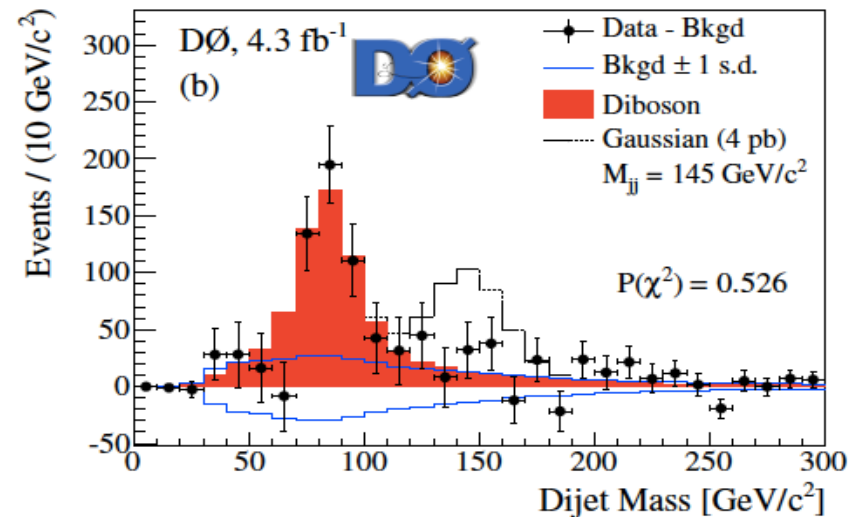 DØ, 4.3 fb⁻¹
(b)
DØ
Data - Bkgd
Bkgd ± 1 s.d.
Diboson
Gaussian (4 pb)
M_jj = 145 GeV/c²
P(χ²) = 0.526
Events / (10 GeV/c²)
300
250
200
150
100
50
0
-50
0 50 100 150 200 250 300
Dijet Mass [GeV/c²]